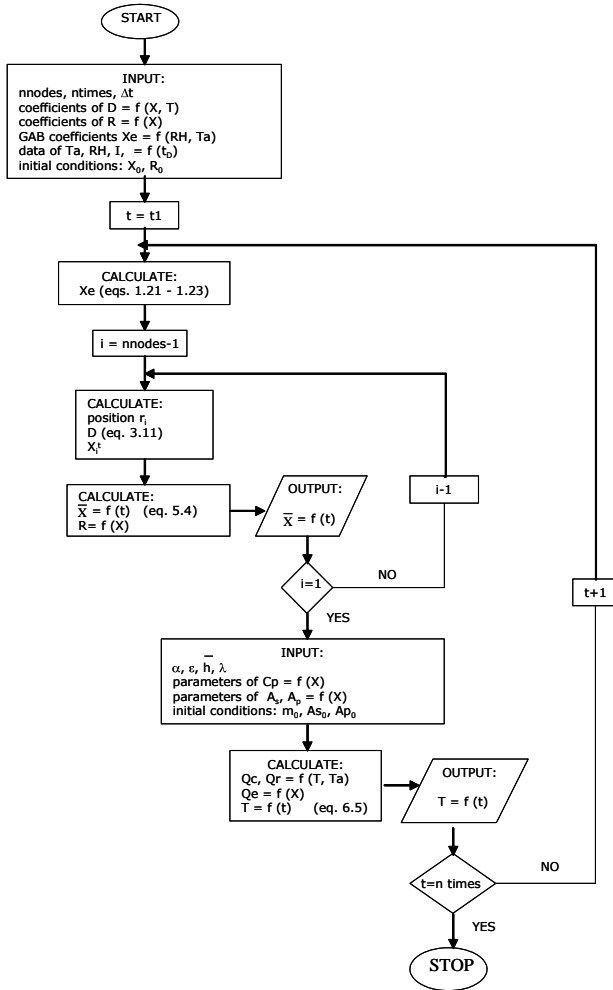 START
INPUT:
nnodes, ntimes, Δt
coefficients of D = f (X, T)
coefficients of R = f (X)
GAB coefficients Xe = f (RH, Ta)
data of Ta, RH, I, = f (t_D)
initial conditions: X₀, R₀
t = t1
CALCULATE:
Xe (eqs. 1.21 - 1.23)
i = nnodes-1
CALCULATE:
position rᵢ
D (eq. 3.11)
Xᵢᵗ
CALCULATE:
X̅ = f (t) (eq. 5.4)
R= f (X)
OUTPUT:
X̅ = f (t)
i-1
i=1
NO
YES
t+1
INPUT:
α, ε, h̅, λ
parameters of Cp = f (X)
parameters of Aₛ, Aₚ = f (X)
initial conditions: m₀, As₀, Ap₀
CALCULATE:
Qc, Qr = f (T, Ta)
Qe = f (X)
T = f (t) (eq. 6.5)
OUTPUT:
T = f (t)
t=n times
NO
YES
STOP